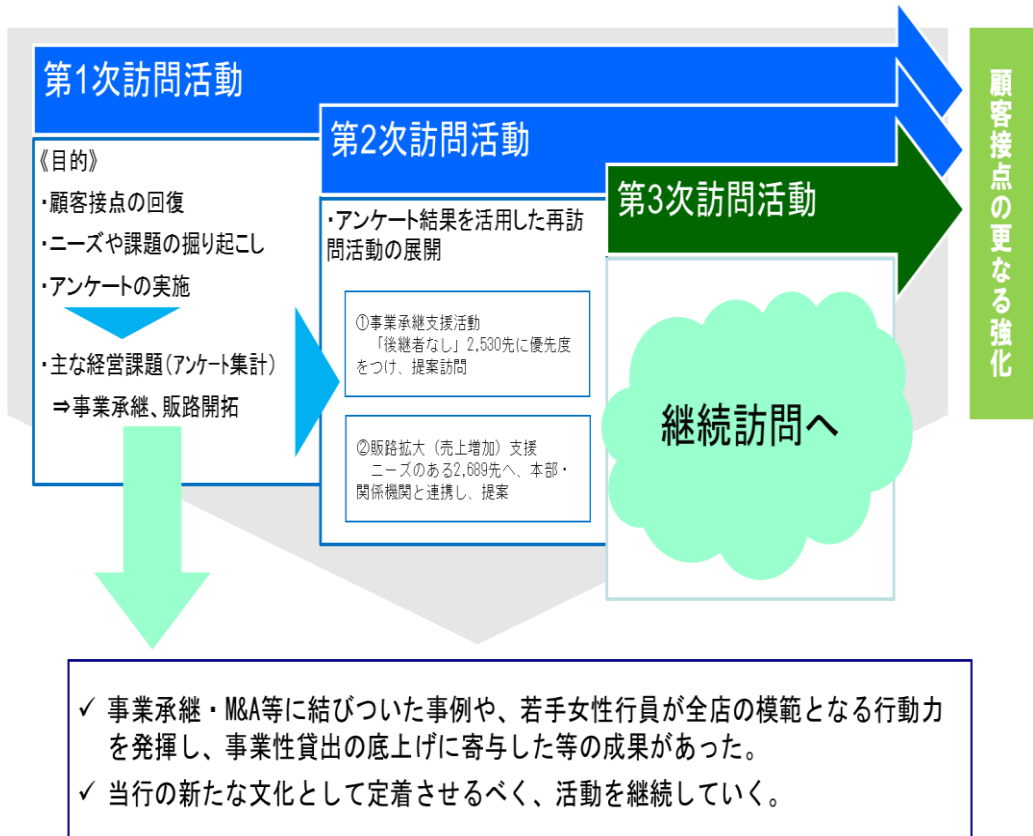 第1次訪問活動
《目的》
・顧客接点の回復
・ニーズや課題の掘り起こし
・アンケートの実施
・主な経営課題(アンケート集計)
⇒事業承継、販路開拓
第2次訪問活動
・アンケート結果を活用した再訪
問活動の展開
①事業承継支援活動
「後継者なし」2,530先に優先度
をつけ、提案訪問
②販路拡大（売上増加）支援
ニーズのある2,689先へ、本部・
関係機関と連携し、提案
第3次訪問活動
継続訪問へ
顧客接点の更なる強化
✓ 事業承継・M&A等に結びついた事例や、若手女性行員が全店の模範となる行動力
を発揮し、事業性貸出の底上げに寄与した等の成果があった。
✓ 当行の新たな文化として定着させるべく、活動を継続していく。